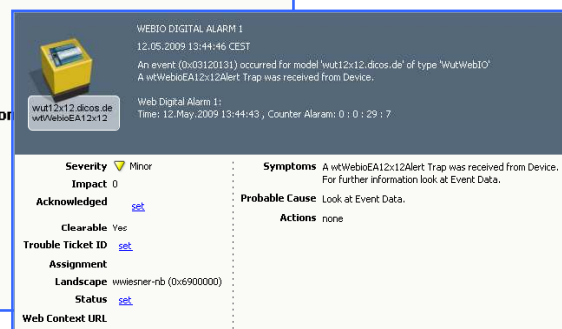 WEBIO DIGITAL ALARM 1
12.05.2009 13:44:46 CEST
An event (0x03120131) occurred for model 'wut12x12.dicos.de' of type 'WutWebIO'
A wtWebioEA12x12Alert Trap was received from Device.
Web Digital Alarm 1:
Time: 12.May.2009 13:44:43 , Counter Alaram: 0 : 0 : 29 : 7
wut12x12.dicos.de
wtWebioEA12x12
or
Severity Minor
Impact 0
Acknowledged set
Clearable Yes
Trouble Ticket ID set
Assignment
Landscape wwiesner-nb (0x6900000)
Status set
Web Context URL
Symptoms A wtWebioEA12x12Alert Trap was received from Device.
For further information look at Event Data.
Probable Cause Look at Event Data.
Actions none